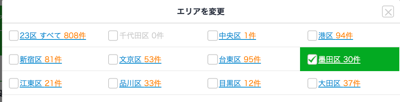 エリアを変更
23区 すべて 808件 千代田区 0件 中央区 1件 港区 94件
新宿区 81件 文京区 53件 台東区 95件 墨田区 30件
江東区 21件 品川区 33件 目黒区 12件 大田区 37件